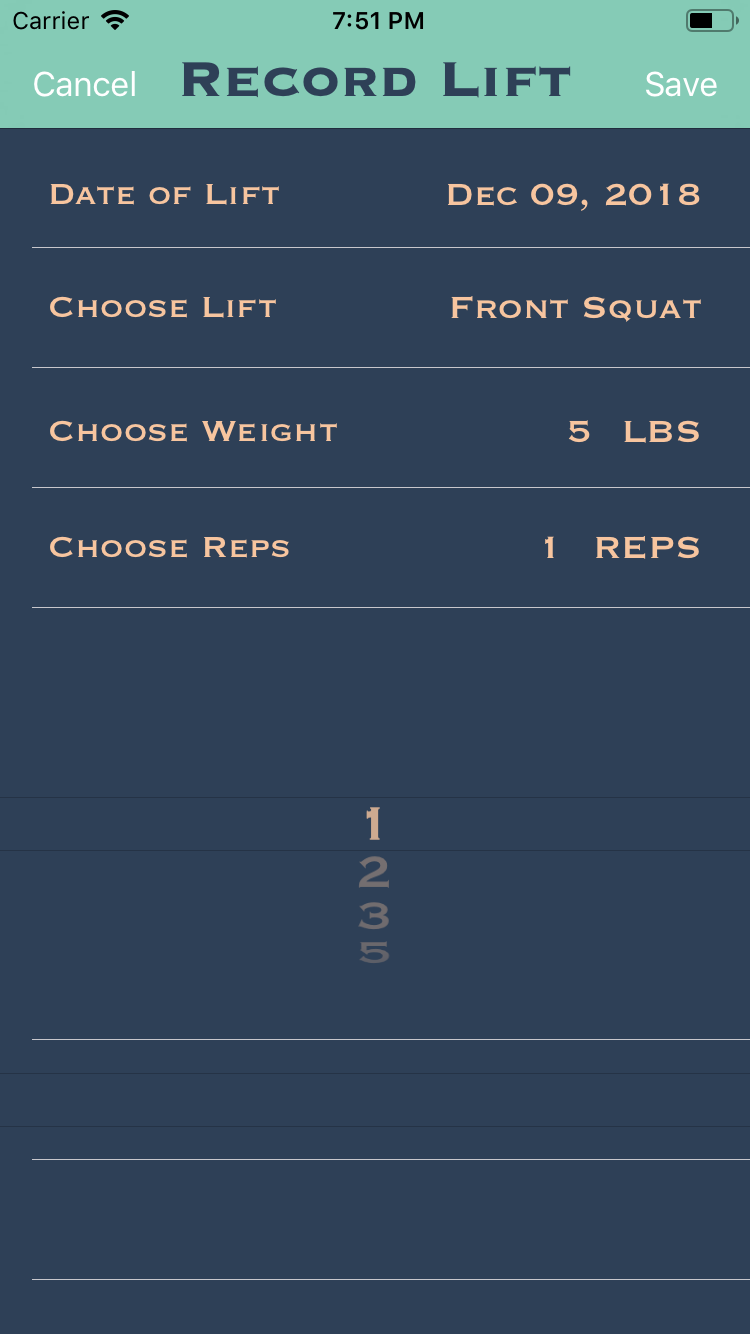 Carrier 7:51 PM
Cancel Record Lift Save
Date of Lift Dec 09, 2018
Choose Lift Front Squat
Choose Weight 5 LBS
Choose Reps 1 REPS
1
2
3
5